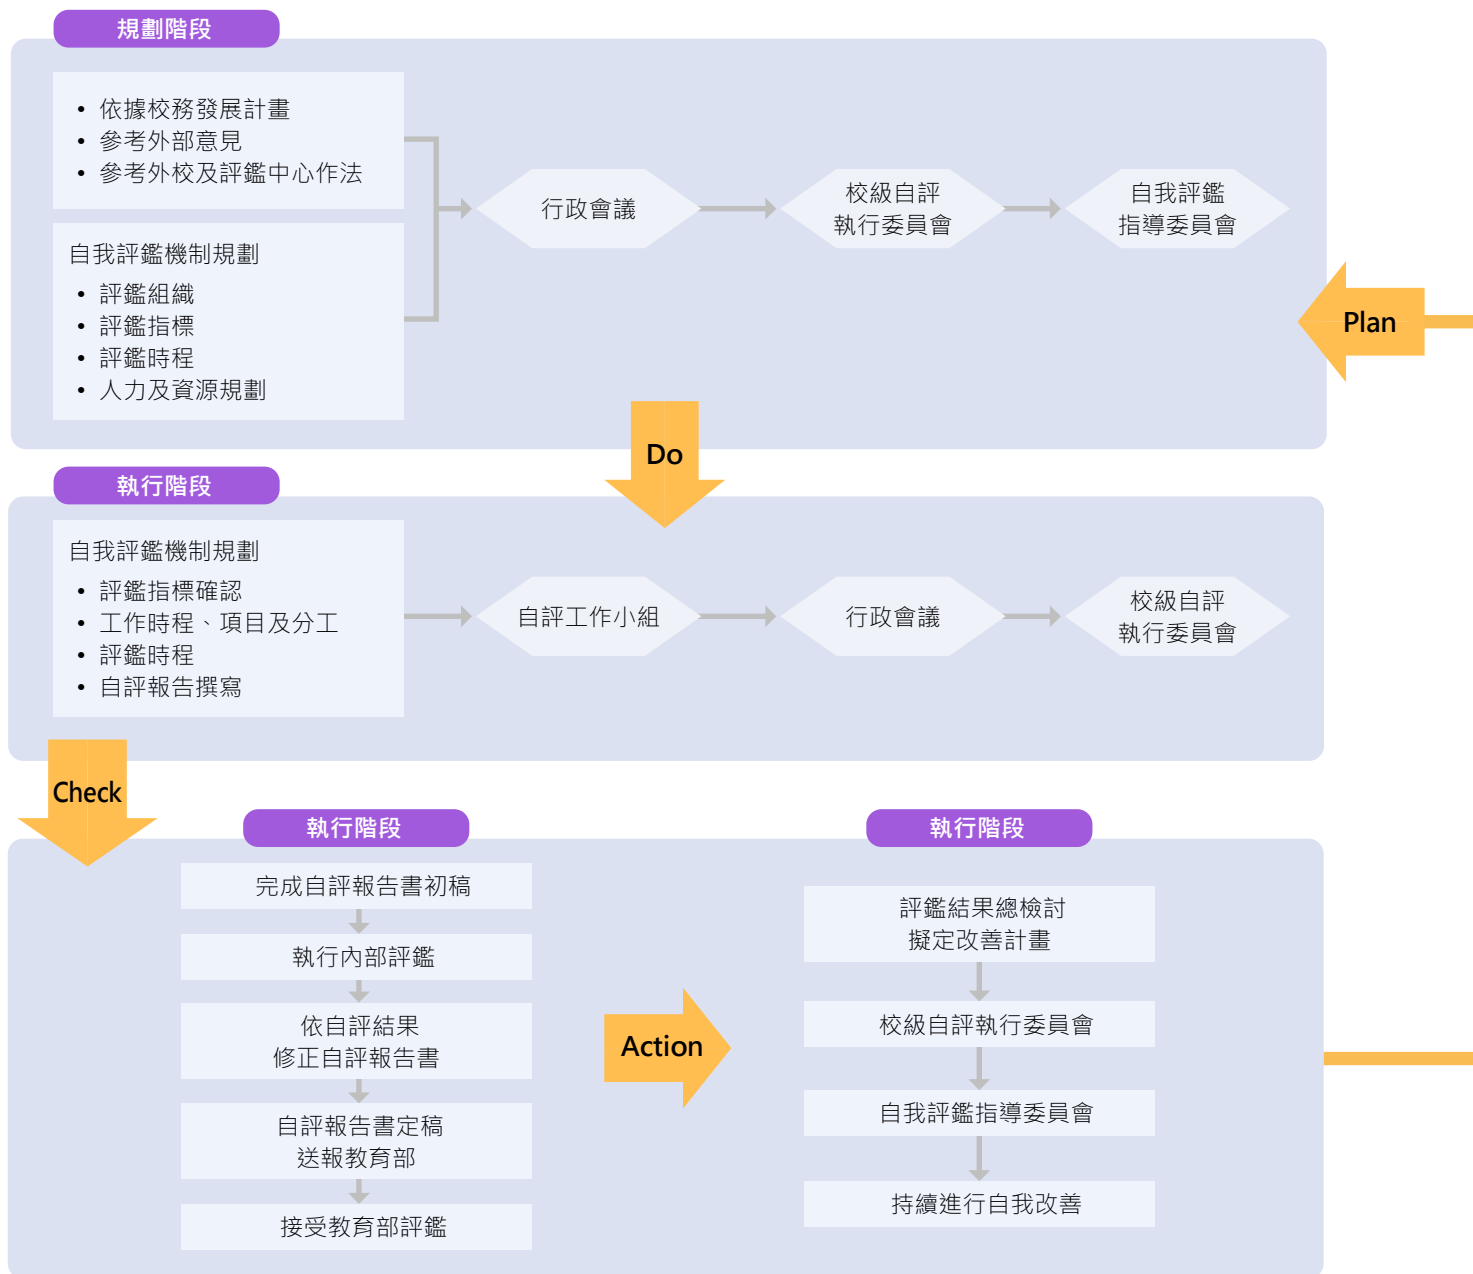 規劃階段
• 依據校務發展計畫
• 參考外部意見
• 參考外校及評鑑中心作法
自我評鑑機制規劃
• 評鑑組織
• 評鑑指標
• 評鑑時程
• 人力及資源規劃
行政會議
校級自評
執行委員會
自我評鑑
指導委員會
Plan
Do
執行階段
自我評鑑機制規劃
• 評鑑指標確認
• 工作時程、項目及分工
• 評鑑時程
• 自評報告撰寫
自評工作小組
行政會議
校級自評
執行委員會
Check
執行階段
完成自評報告書初稿
執行內部評鑑
依自評結果
修正自評報告書
自評報告書定稿
送報教育部
接受教育部評鑑
Action
執行階段
評鑑結果總檢討
擬定改善計畫
校級自評執行委員會
自我評鑑指導委員會
持續進行自我改善